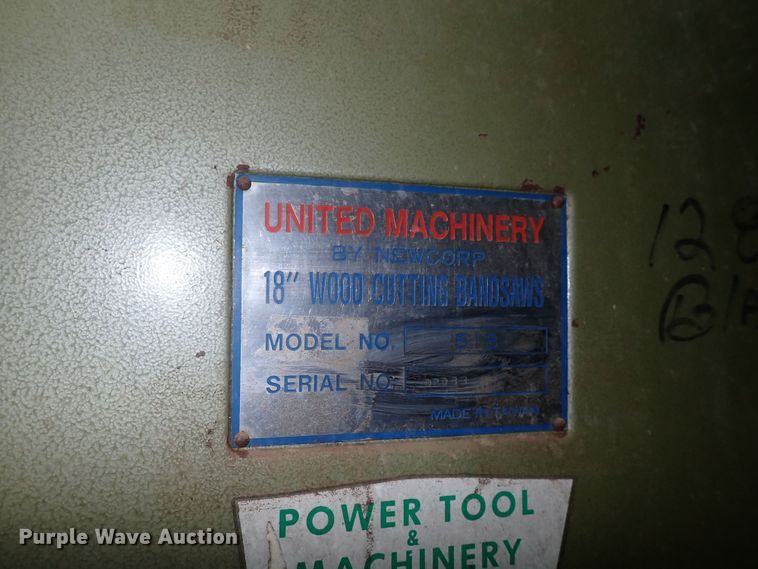 UNITED MACHINERY
BY NEWCORP
18" WOOD CUTTING BANDSAWS
MODEL NO.
SERIAL NO.
MADE IN TAIWAN
128
POWER TOOL
&
MACHINERY
Purple Wave Auction